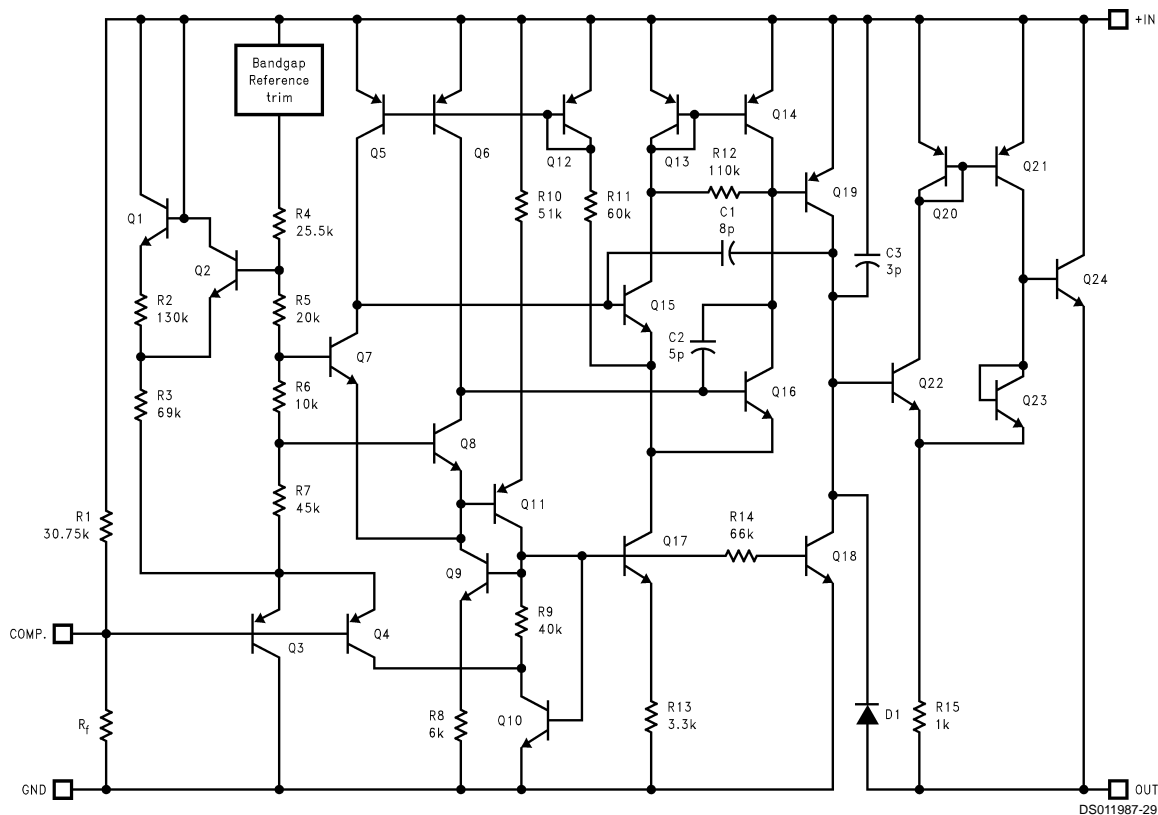 +IN
Bandgap
Reference
trim
Q14
Q5
Q6
Q12
Q13
R12
110k
Q21
Q1
R10
51k
R11
60k
Q19
Q20
R4
25.5k
C1
8p
Q2
C3
3p
Q24
R2
130k
R5
20k
Q15
Q7
C2
5p
R3
69k
R6
10k
Q16
Q22
Q23
Q8
R7
45k
Q11
R1
30.75k
R14
66k
Q17
Q18
Q9
R9
40k
COMP.
Q3
Q4
Rf
R8
6k
Q10
R13
3.3k
D1
R15
1k
GND
OUT
DS011987-29